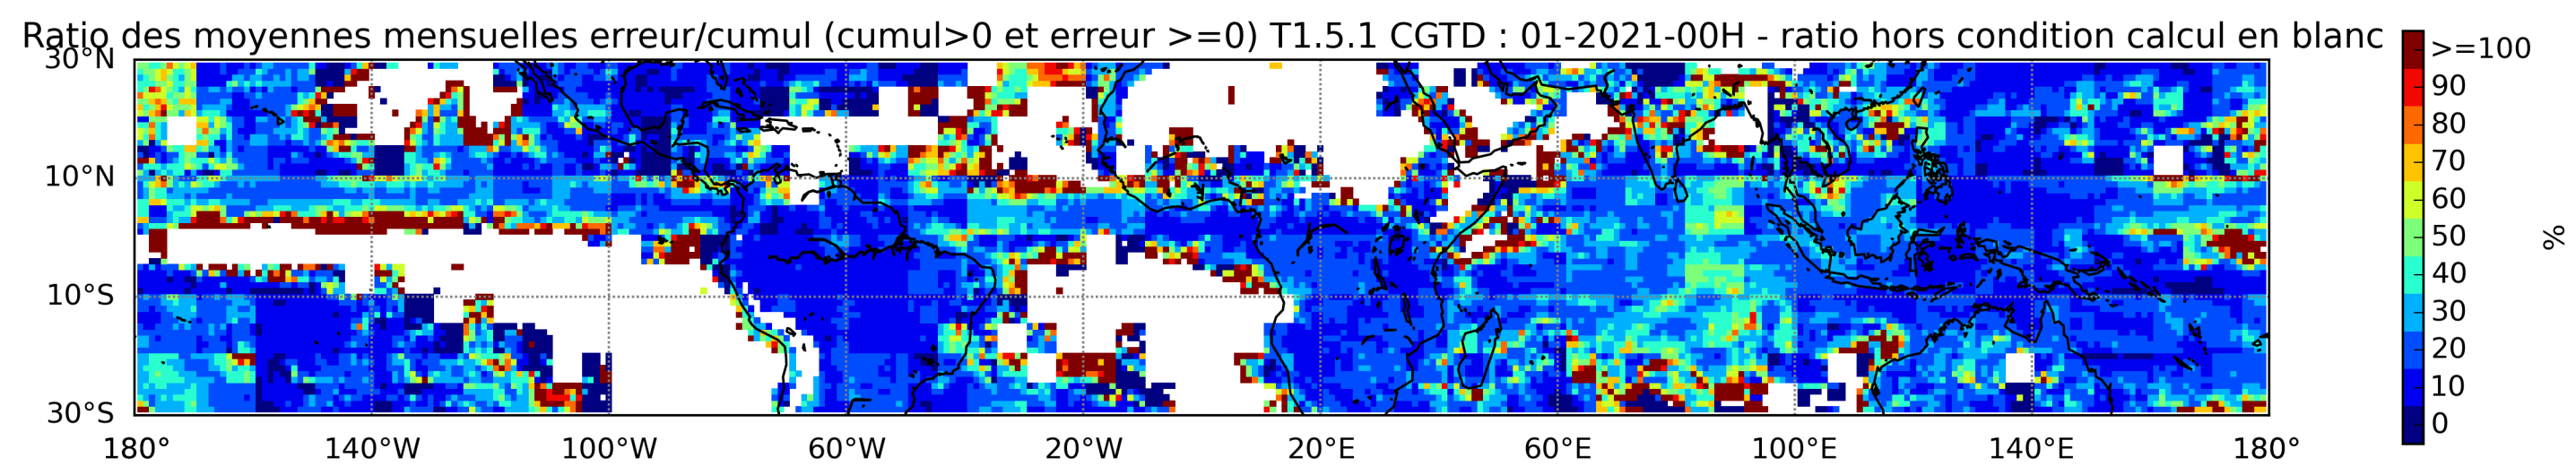 Ratio des moyennes mensuelles erreur/cumul (cumul>0 et erreur >=0) T1.5.1 CGTD : 01-2021-00H - ratio hors condition calcul en blanc
30°N
10°N
10°S
30°S
180° 140°W 100°W 60°W 20°W 20°E 60°E 100°E 140°E 180°
>=100
90
80
70
60
50
40
30
20
10
0
%